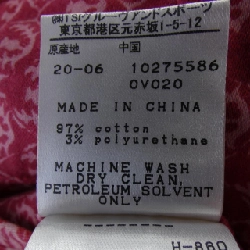 ㈱ISIグルーヴアンドスポーツ
東京都港区元赤坂1-5-12
原産地 中国
20-06 10275586
0V020
MADE IN CHINA
97% cotton
3% polyurethane
MACHINE WASH
DRY CLEAN,
PETROLEUM SOLVENT
ONLY
H-880